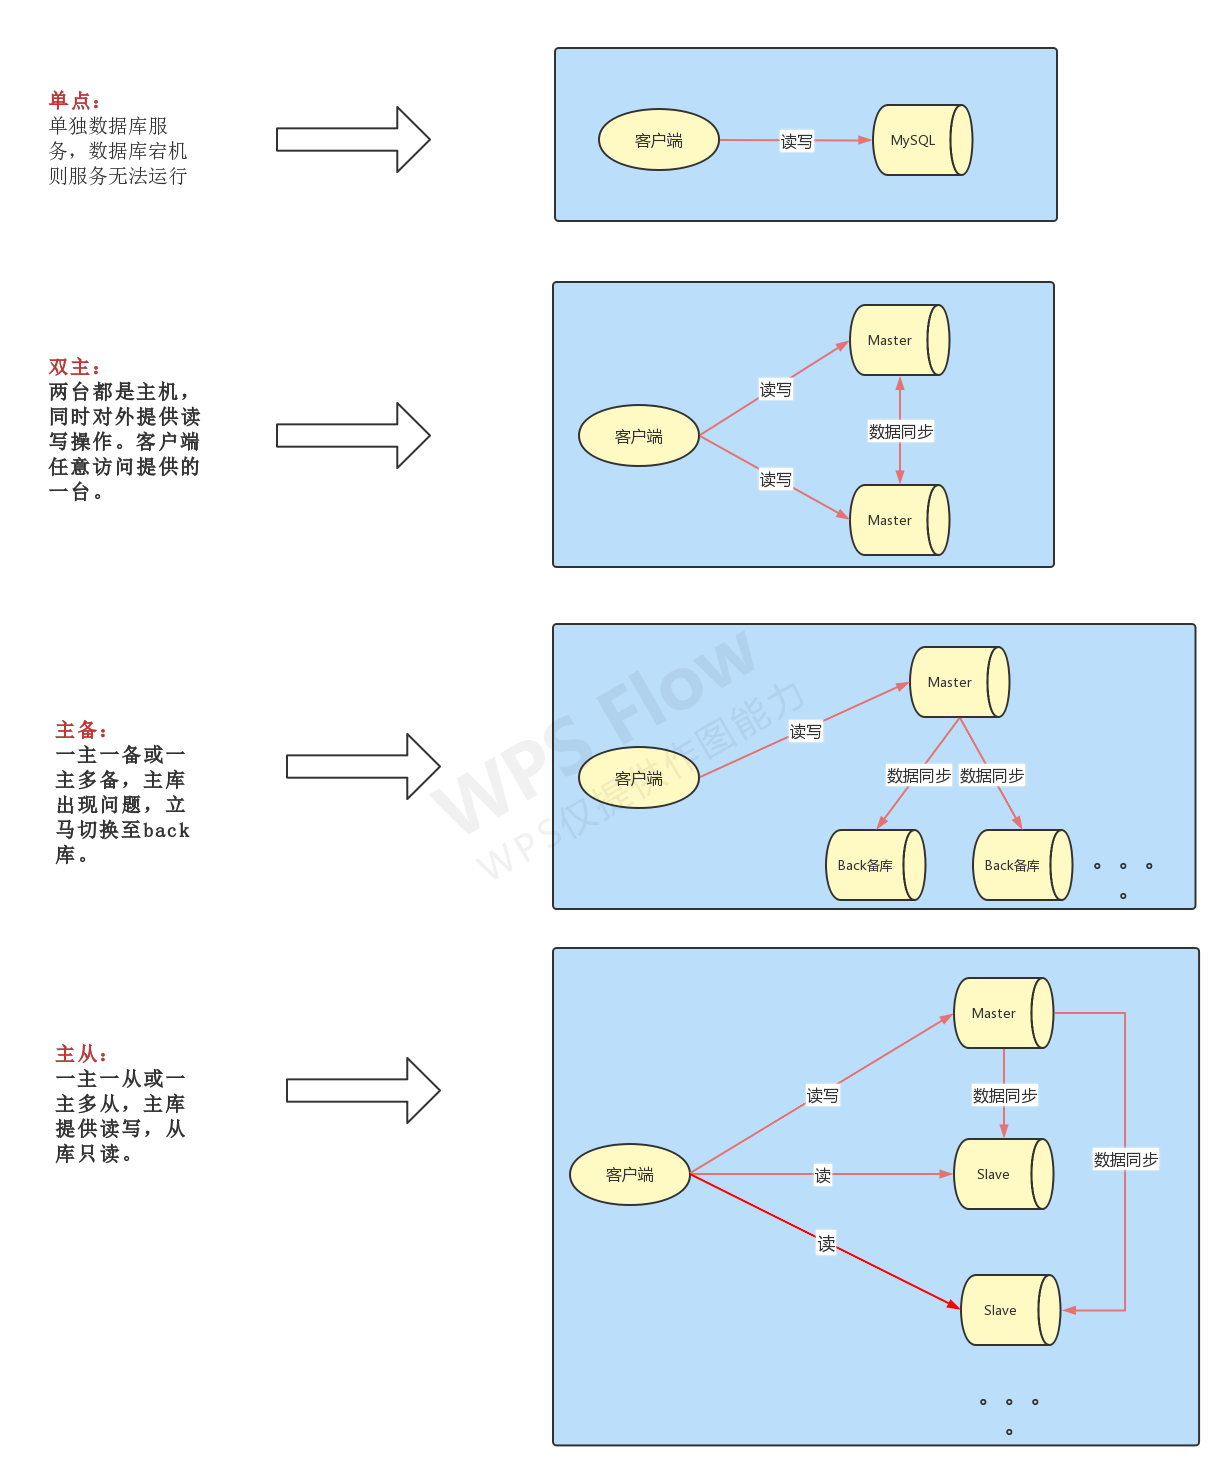 单点：
单独数据库服
务，数据库宕机
则服务无法运行
客户端
读写
MySQL
双主：
两台都是主机，
同时对外提供读
写操作。客户端
任意访问提供的
一台。
Master
读写
客户端
数据同步
读写
Master
主备：
一主一备或一
主多备，主库
出现问题，立
马切换至back
库。
Master
读写
客户端
数据同步
数据同步
Back备库
Back备库
。。。
。
WPS Flow
WPS仅提供作图能力
主从：
一主一从或一
主多从，主库
提供读写，从
库只读。
Master
读写
数据同步
数据同步
客户端
读
Slave
读
Slave
。。。
。